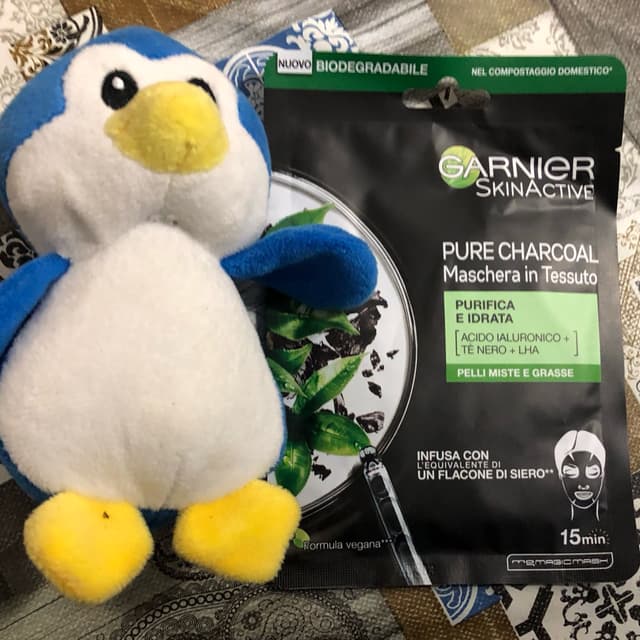 NUOVO BIODEGRADABILE NEL COMPOSTAGGIO DOMESTICO*
GARNIER
SKINACTIVE
PURE CHARCOAL
Maschera in Tessuto
PURIFICA
E IDRATA
[ACIDO IALURONICO +
TÈ NERO + LHA]
PELLI MISTE E GRASSE
INFUSA CON
L'EQUIVALENTE DI
UN FLACONE DI SIERO**
15min
Formula vegana***